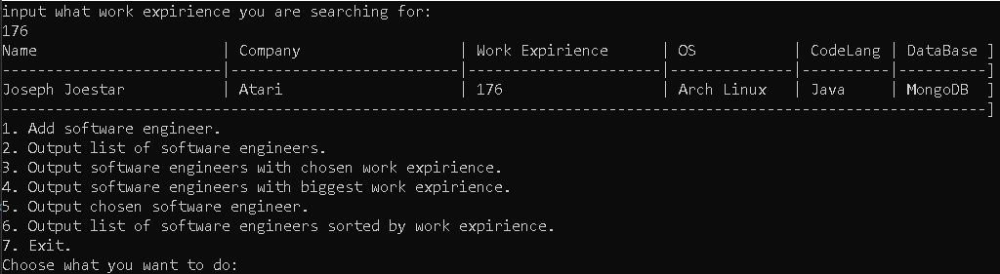 input what work expirience you are searching for:
176
Name | Company | Work Expirience | OS | CodeLang | DataBase ]
--------------------------|---------------------------|-----------------------|---------------|----------|----------]
Joseph Joestar | Atari | 176 | Arch Linux | Java | MongoDB ]
-------------------------------------------------------------------------------------------------------------------]
1. Add software engineer.
2. Output list of software engineers.
3. Output software engineers with chosen work expirience.
4. Output software engineers with biggest work expirience.
5. Output chosen software engineer.
6. Output list of software engineers sorted by work expirience.
7. Exit.
Choose what you want to do: